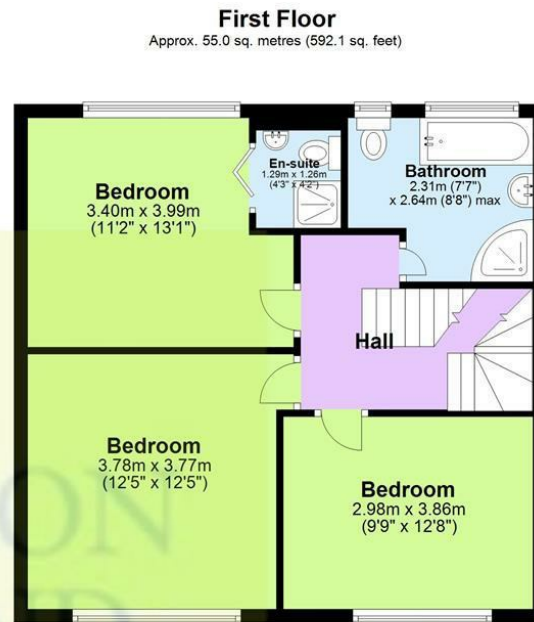 First Floor
Approx. 55.0 sq. metres (592.1 sq. feet)
Bedroom
3.40m x 3.99m
(11'2" x 13'1")
En-suite
1.29m x 1.26m
(4'3" x 4'2")
Bathroom
2.31m (7'7")
x 2.64m (8'8") max
Hall
Bedroom
3.78m x 3.77m
(12'5" x 12'5")
Bedroom
2.98m x 3.86m
(9'9" x 12'8")
ON